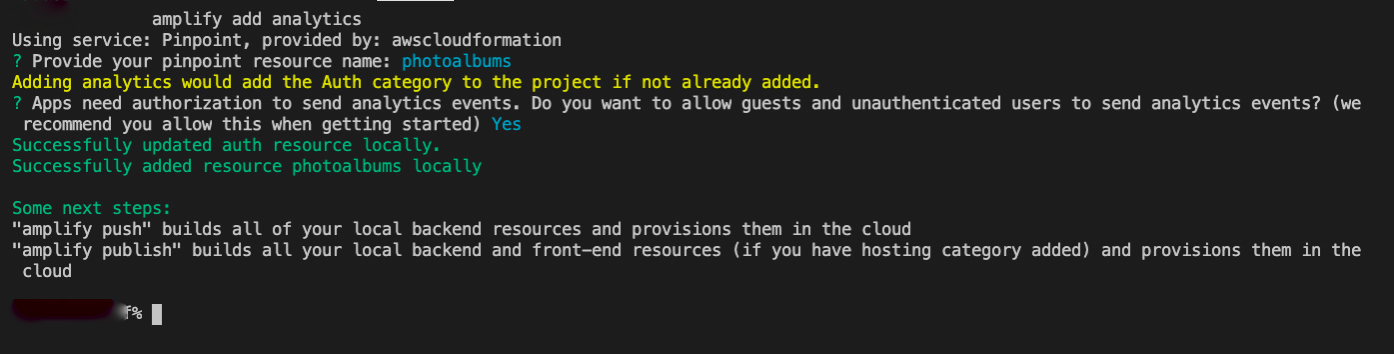 amplify add analytics
Using service: Pinpoint, provided by: awscloudformation
? Provide your pinpoint resource name: photoalbums
Adding analytics would add the Auth category to the project if not already added.
? Apps need authorization to send analytics events. Do you want to allow guests and unauthenticated users to send analytics events? (we
recommend you allow this when getting started) Yes
Successfully updated auth resource locally.
Successfully added resource photoalbums locally
Some next steps:
"amplify push" builds all of your local backend resources and provisions them in the cloud
"amplify publish" builds all your local backend and front-end resources (if you have hosting category added) and provisions them in the
cloud
f%